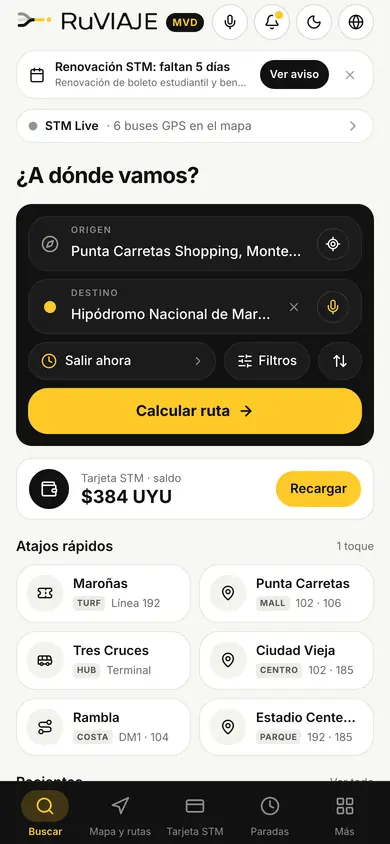 RuVIAJE MVD
Renovación STM: faltan 5 días
Renovación de boleto estudiantil y ben...
Ver aviso
STM Live · 6 buses GPS en el mapa
¿A dónde vamos?
ORIGEN
Punta Carretas Shopping, Monte...
DESTINO
Hipódromo Nacional de Mar...
Salir ahora
Filtros
Calcular ruta →
Tarjeta STM · saldo
$384 UYU
Recargar
Atajos rápidos
1 toque
Maroñas
TURF Línea 192
Punta Carretas
MALL 102 · 106
Tres Cruces
HUB Terminal
Ciudad Vieja
CENTRO 102 · 185
Rambla
COSTA DM1 · 104
Estadio Cente...
PARQUE 192 · 185
Buscar
Mapa y rutas
Tarjeta STM
Paradas
Más